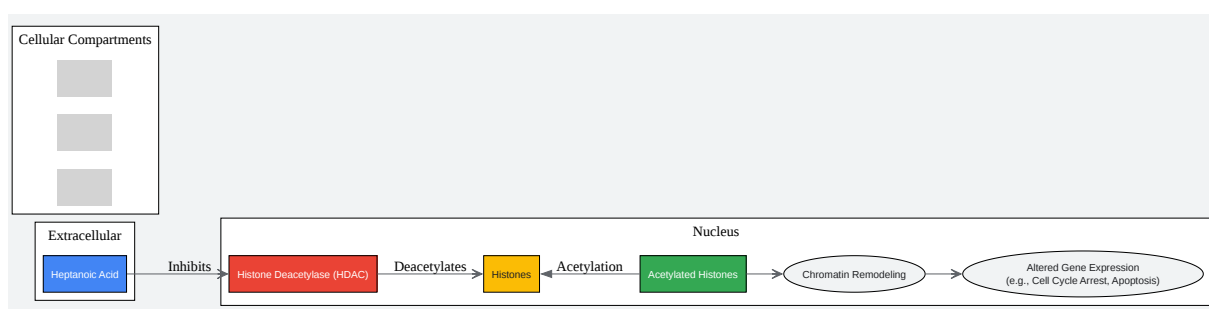 Cellular Compartments
Extracellular
Heptanoic Acid
Inhibits
Nucleus
Histone Deacetylase (HDAC)
Deacetylates
Histones
Acetylation
Acetylated Histones
Chromatin Remodeling
Altered Gene Expression
(e.g., Cell Cycle Arrest, Apoptosis)